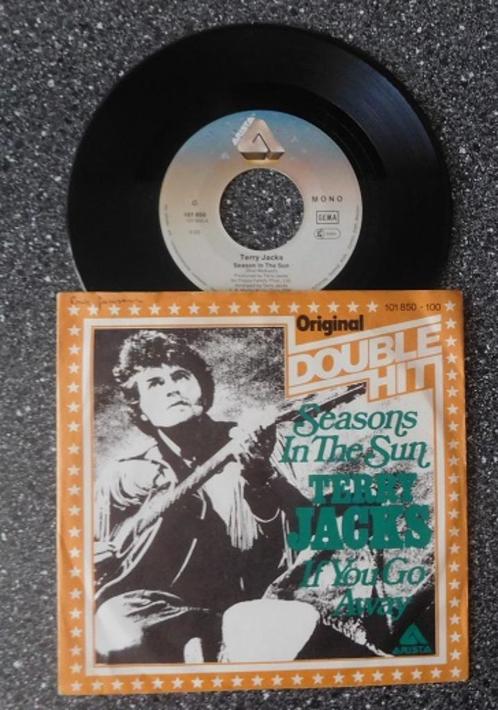 ARISTA
MONO
101 850
GEMA
Terry Jacks
Season In The Sun
101 850 - 100
Original
DOUBLE
HIT
Seasons
In The Sun
TERRY
JACKS
If You Go
Away
ARISTA